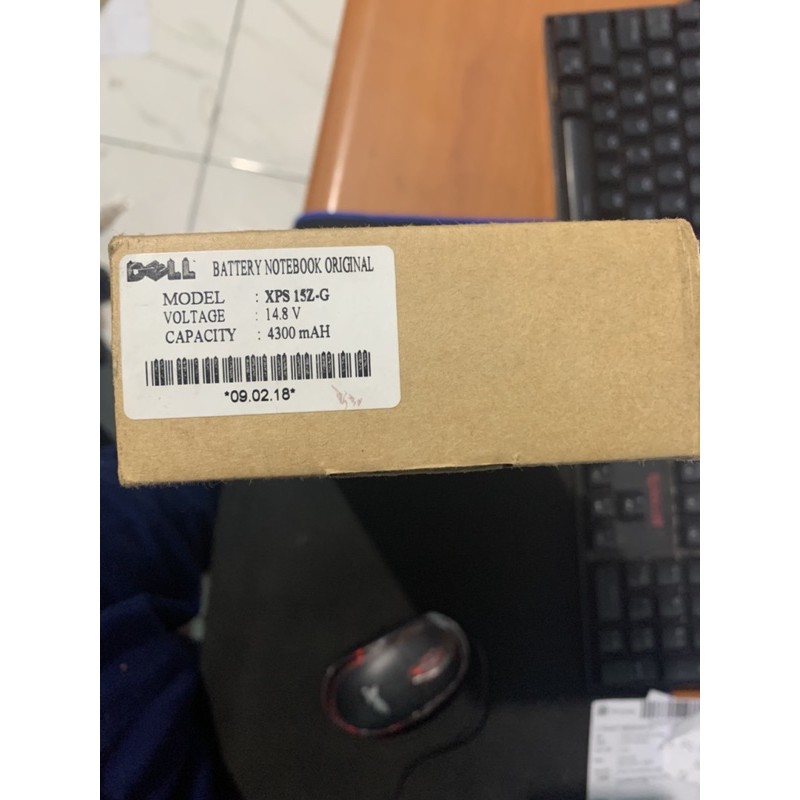 DELL BATTERY NOTEBOOK ORIGINAL
MODEL : XPS 15Z-G
VOLTAGE : 14.8 V
CAPACITY : 4300 mAH
*09.02.18*